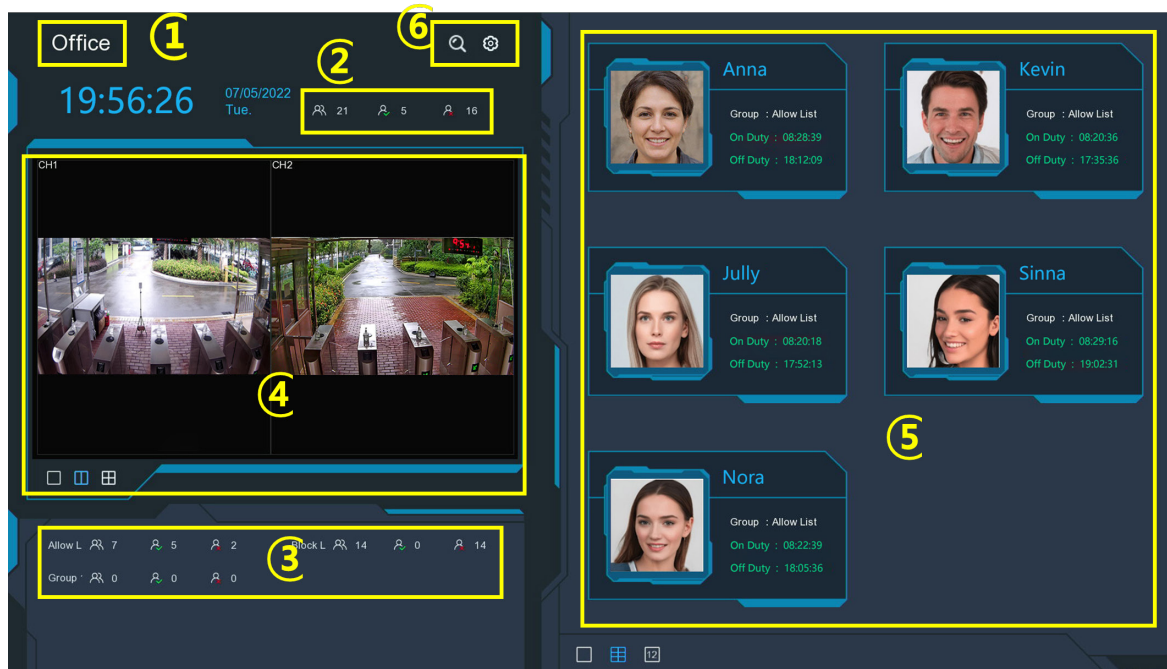 Office
①
⑥
②
19:56:26
07/05/2022
Tue.
21 5 16
CH1
CH2
95
④
Allow L 7 5 2
Block L 14 0 14
③
Group 0 0 0
Anna
Group : Allow List
On Duty : 08:28:39
Off Duty : 18:12:09
Kevin
Group : Allow List
On Duty : 08:20:36
Off Duty : 17:35:36
Jully
Group : Allow List
On Duty : 08:20:18
Off Duty : 17:52:13
Sinna
Group : Allow List
On Duty : 08:29:16
Off Duty : 19:02:31
⑤
Nora
Group : Allow List
On Duty : 08:22:39
Off Duty : 18:05:36
12